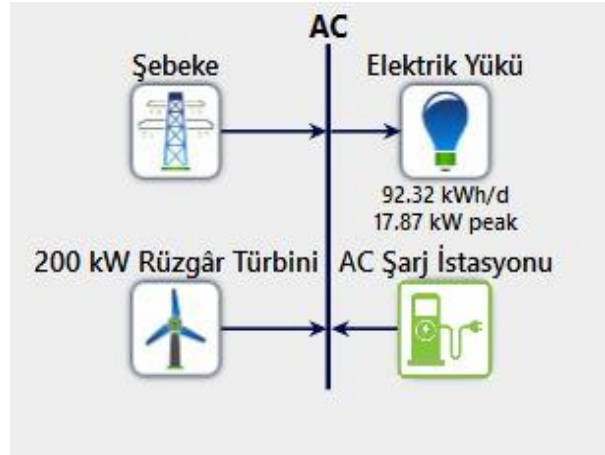 AC
Şebeke
Elektrik Yükü
92.32 kWh/d
17.87 kW peak
200 kW Rüzgâr Türbini
AC Şarj İstasyonu